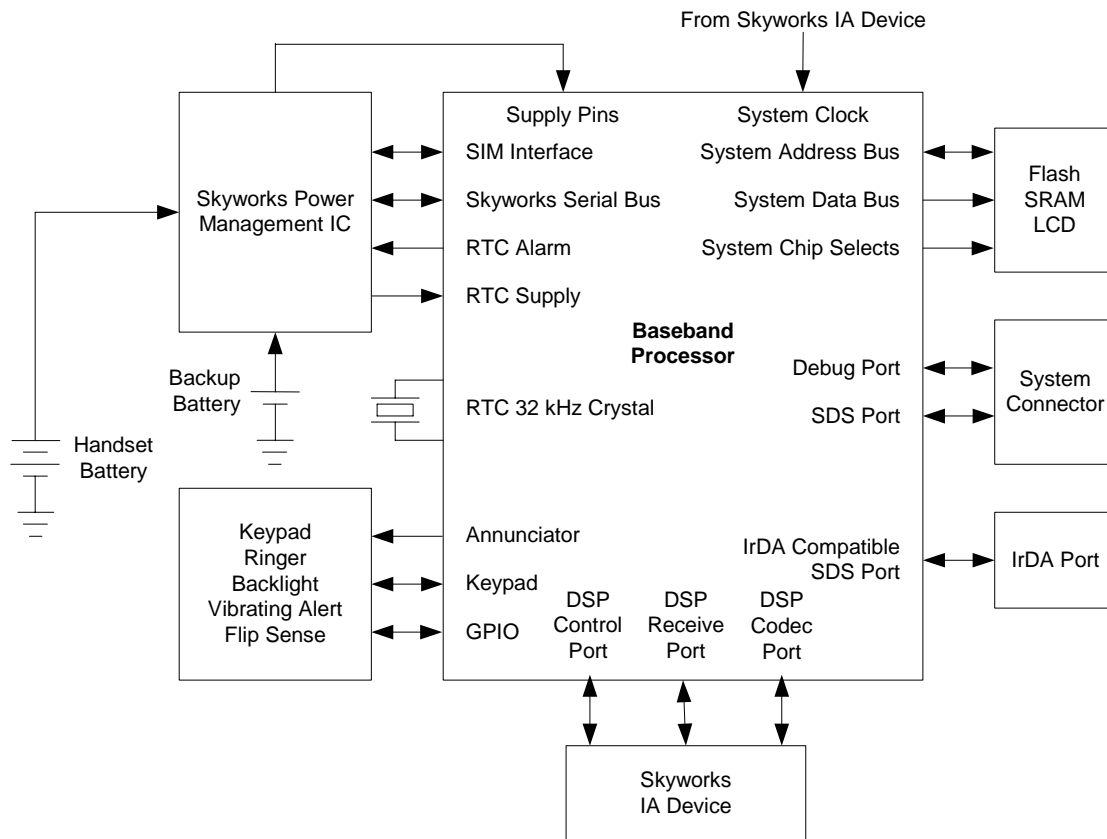 From Skyworks IA Device
Supply Pins
System Clock
Skyworks Power
Management IC
SIM Interface
Skyworks Serial Bus
RTC Alarm
RTC Supply
System Address Bus
System Data Bus
System Chip Selects
Flash
SRAM
LCD
Baseband
Processor
Backup
Battery
Handset
Battery
RTC 32 kHz Crystal
Debug Port
SDS Port
System
Connector
Keypad
Ringer
Backlight
Vibrating Alert
Flip Sense
Annunciator
Keypad
GPIO
IrDA Compatible
SDS Port
IrDA Port
DSP
Control
Port
DSP
Receive
Port
DSP
Codec
Port
Skyworks
IA Device